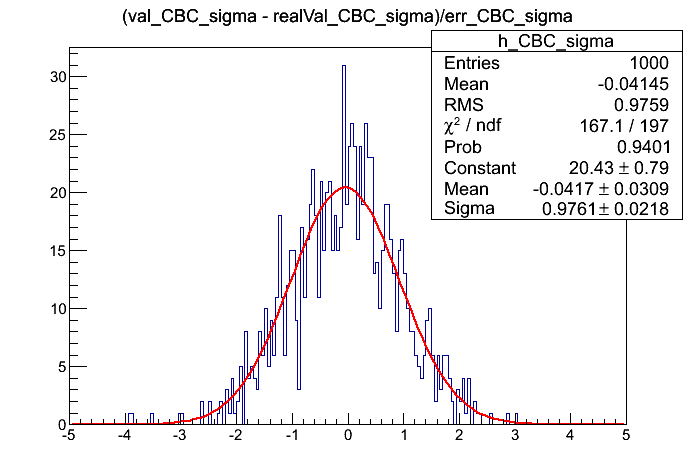 (val_CBC_sigma - realVal_CBC_sigma)/err_CBC_sigma
h_CBC_sigma
Entries 1000
Mean -0.04145
RMS 0.9759
χ² / ndf 167.1 / 197
Prob 0.9401
Constant 20.43 ± 0.79
Mean -0.0417 ± 0.0309
Sigma 0.9761 ± 0.0218
30
25
20
15
10
5
0
-5 -4 -3 -2 -1 0 1 2 3 4 5